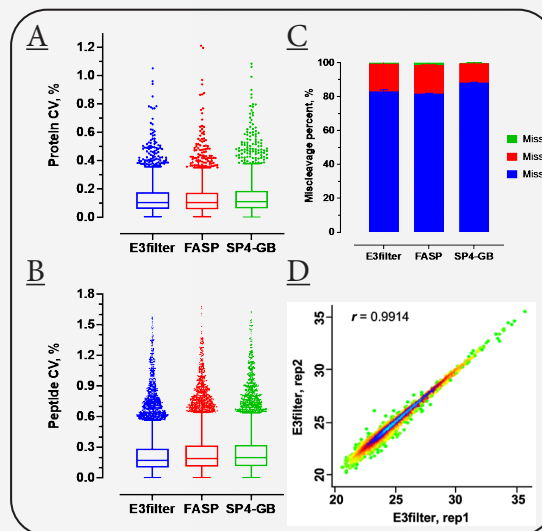 A
Protein CV, %
1.2
1.0
0.8
0.6
0.4
0.2
0.0
E3filter FASP SP4-GB
C
Miscleavage percent, %
100
80
60
40
20
0
E3filter FASP SP4-GB
Miss
Miss
Miss
B
Peptide CV, %
1.8
1.5
1.2
0.9
0.6
0.3
0.0
E3filter FASP SP4-GB
D
r = 0.9914
E3filter, rep2
35
30
25
20
20 25 30 35
E3filter, rep1